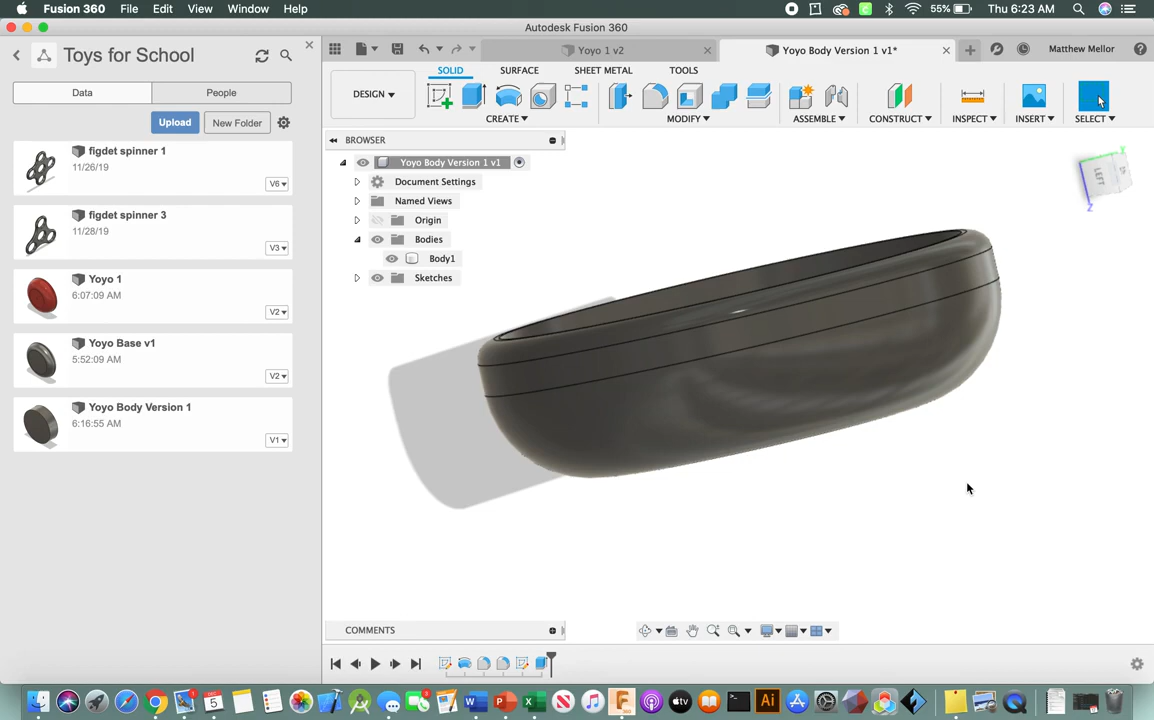 Fusion 360 File Edit View Window Help 55% Thu 6:23 AM
Autodesk Fusion 360
Toys for School
Yoyo 1 v2
Yoyo Body Version 1 v1*
Matthew Mellor
Data People
Upload New Folder
figdet spinner 1
11/26/19
V6
figdet spinner 3
11/28/19
V3
Yoyo 1
6:07:09 AM
V2
Yoyo Base v1
5:52:09 AM
V2
Yoyo Body Version 1
6:16:55 AM
V1
SOLID SURFACE SHEET METAL TOOLS
DESIGN
CREATE MODIFY ASSEMBLE CONSTRUCT INSPECT INSERT SELECT
BROWSER
Yoyo Body Version 1 v1
Document Settings
Named Views
Origin
Bodies
Body1
Sketches
LEFT
Z
COMMENTS